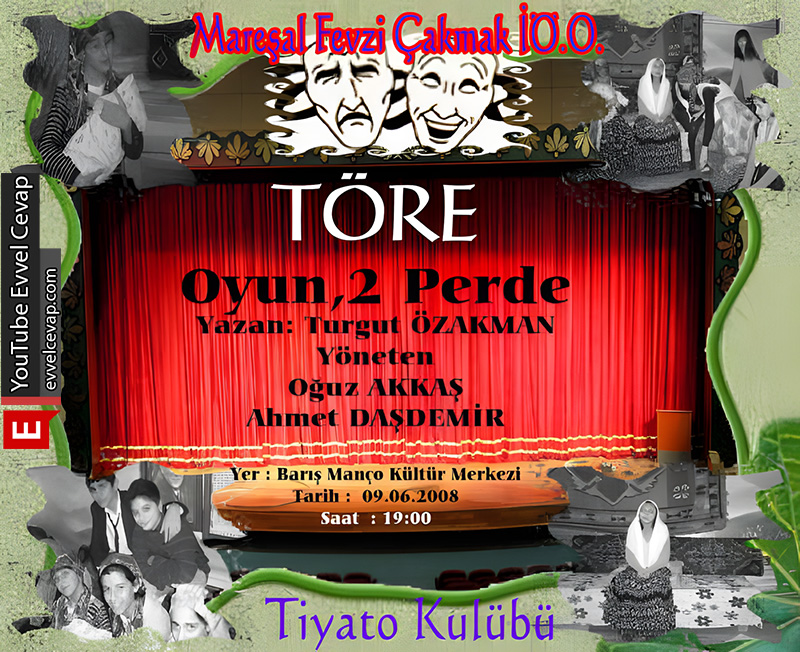 Mareşal Fevzi Çakmak İ.Ö.O.
TÖRE
Oyun,2 Perde
Yazan: Turgut ÖZAKMAN
Yöneten
Oğuz AKKAŞ
Ahmet DAŞDEMİR
Yer : Barış Manço Kültür Merkezi
Tarih : 09.06.2008
Saat : 19:00
Tiyato Kulübü
E YouTube Evvel Cevap
evvelcevap.com